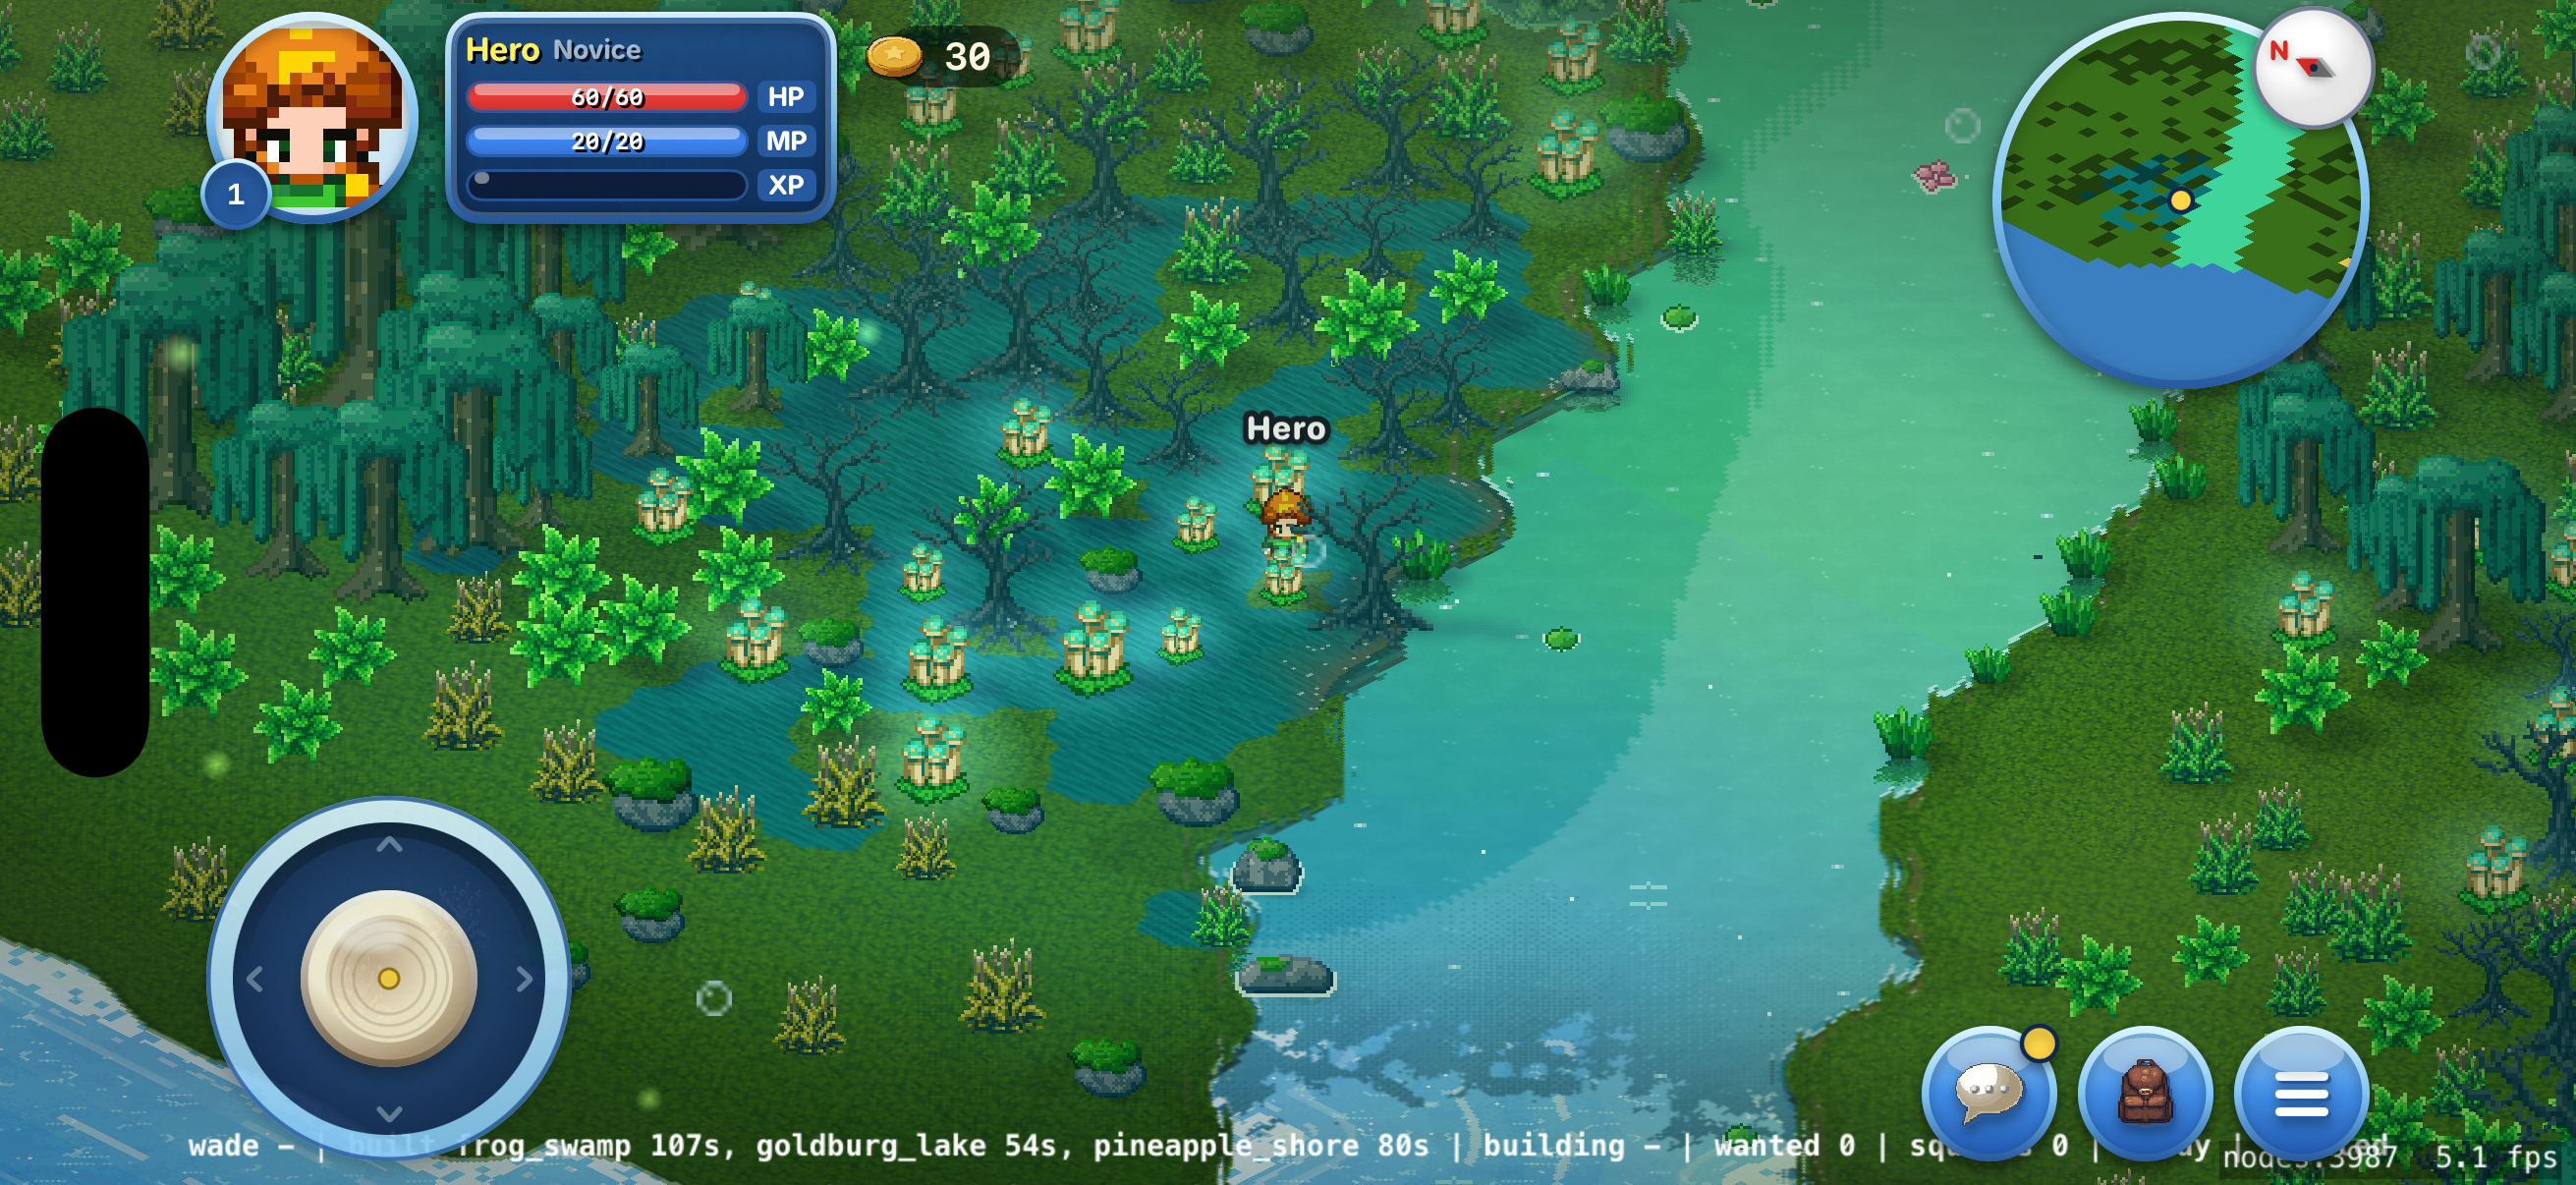 Hero Novice
30
N
60/60 HP
20/20 MP
XP
1
Hero
wade – | built frog_swamp 107s, goldburg_lake 54s, pineapple_shore 80s | building – | wanted 0 | 0 |
5.1 fps